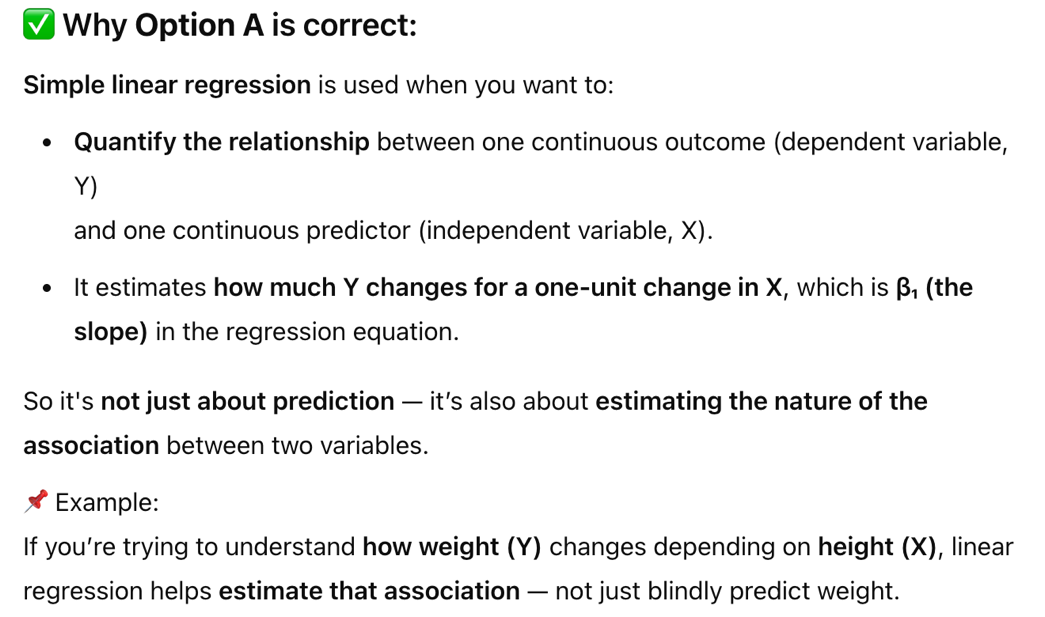 ✅ Why Option A is correct:
Simple linear regression is used when you want to:
• Quantify the relationship between one continuous outcome (dependent variable,
Y)
and one continuous predictor (independent variable, X).
• It estimates how much Y changes for a one-unit change in X, which is β₁ (the
slope) in the regression equation.
So it's not just about prediction — it’s also about estimating the nature of the
association between two variables.
📌 Example:
If you’re trying to understand how weight (Y) changes depending on height (X), linear
regression helps estimate that association — not just blindly predict weight.